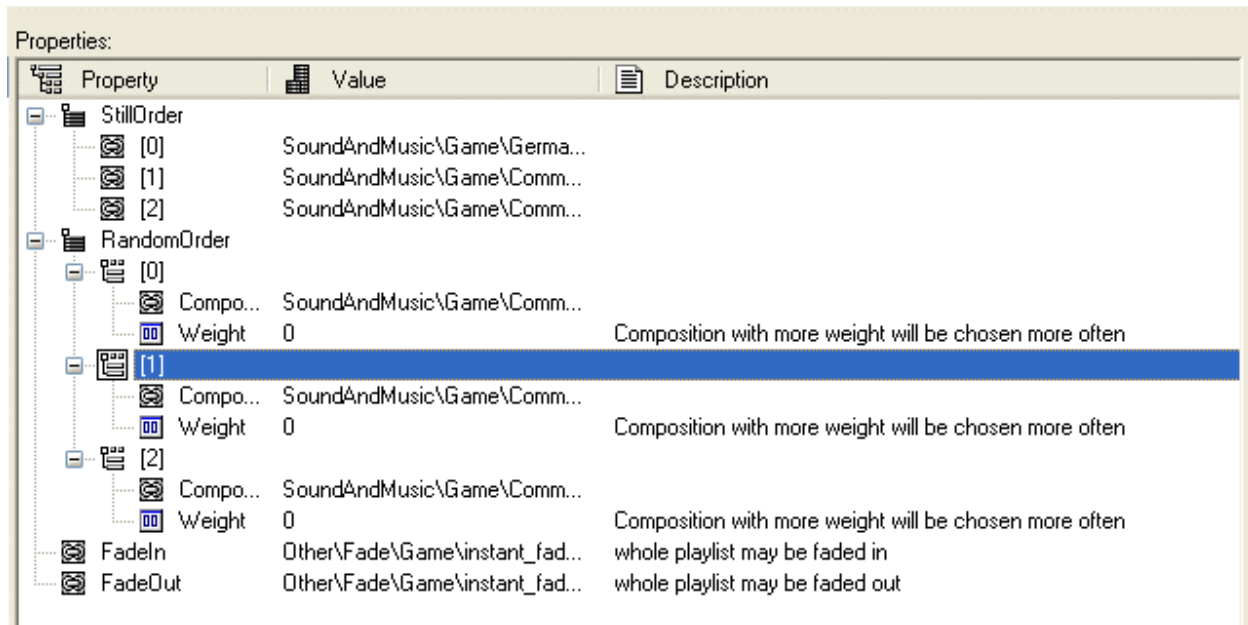 Properties:
Property Value Description
StillOrder
[0] SoundAndMusic\Game\Germa...
[1] SoundAndMusic\Game\Comm...
[2] SoundAndMusic\Game\Comm...
RandomOrder
[0]
Compo... SoundAndMusic\Game\Comm...
Weight 0 Composition with more weight will be chosen more often
[1]
Compo... SoundAndMusic\Game\Comm...
Weight 0 Composition with more weight will be chosen more often
[2]
Compo... SoundAndMusic\Game\Comm...
Weight 0 Composition with more weight will be chosen more often
FadeIn Other\Fade\Game\instant_fad... whole playlist may be faded in
FadeOut Other\Fade\Game\instant_fad... whole playlist may be faded out